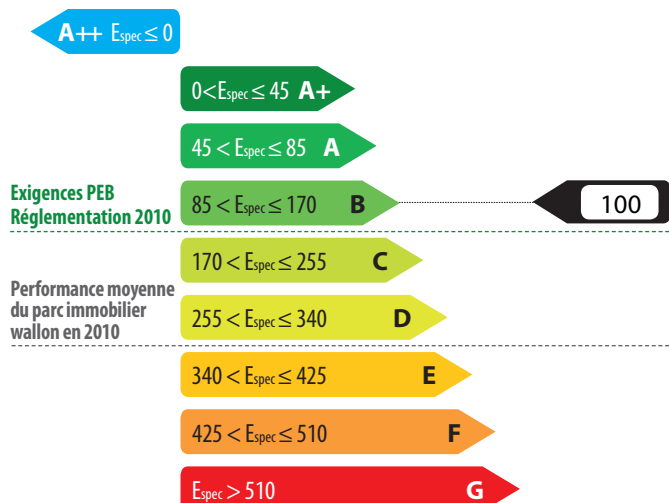 A++ Espec ≤ 0
0<Espec ≤ 45 A+
45 < Espec ≤ 85 A
Exigences PEB
Réglementation 2010
85 < Espec ≤ 170 B
100
170 < Espec ≤ 255 C
Performance moyenne
du parc immobilier
wallon en 2010
255 < Espec ≤ 340 D
340 < Espec ≤ 425 E
425 < Espec ≤ 510 F
Espec > 510 G